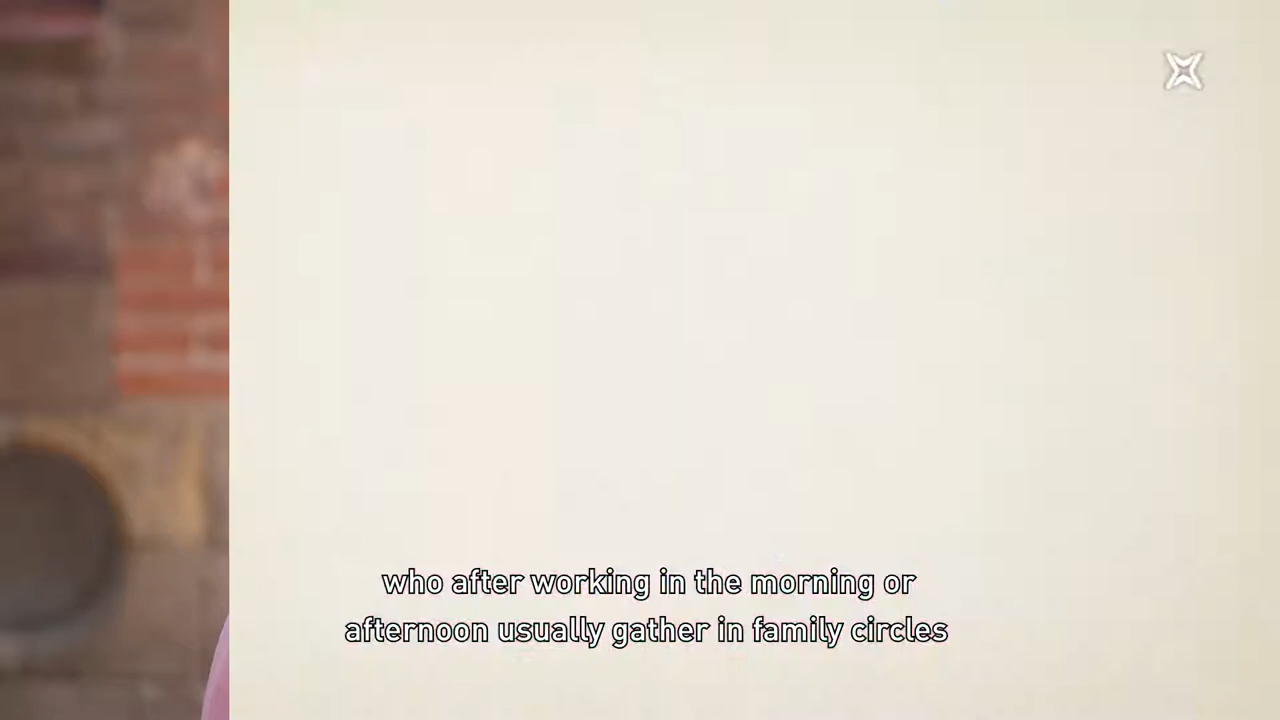 who after working in the morning or
afternoon usually gather in family circles